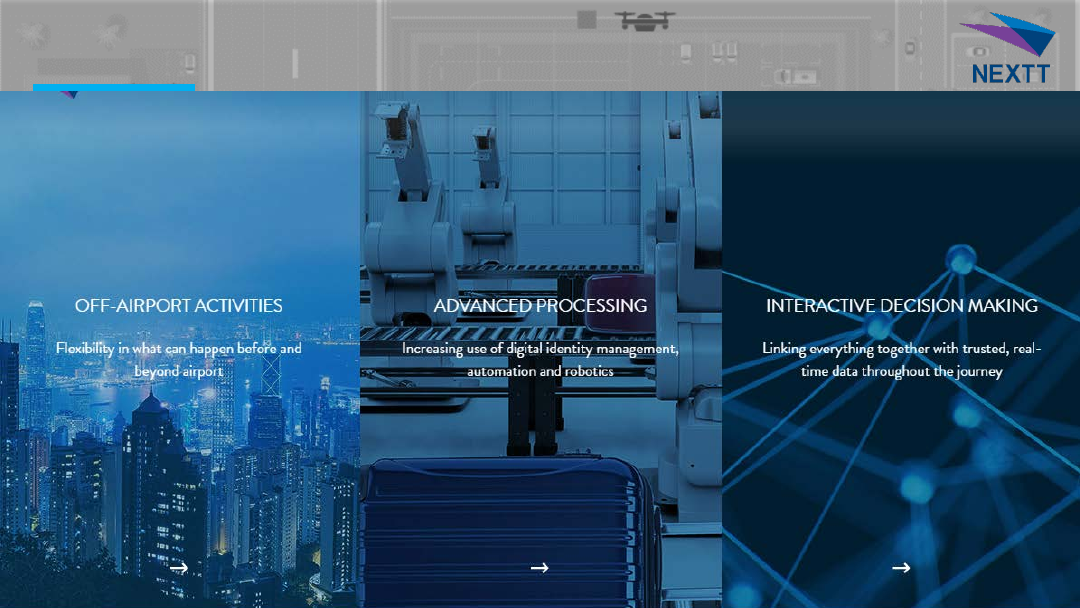 NEXTT
OFF-AIRPORT ACTIVITIES
Flexibility in what can happen before and
beyond airport
ADVANCED PROCESSING
Increasing use of digital identity management,
automation and robotics
INTERACTIVE DECISION MAKING
Linking everything together with trusted, real-
time data throughout the journey